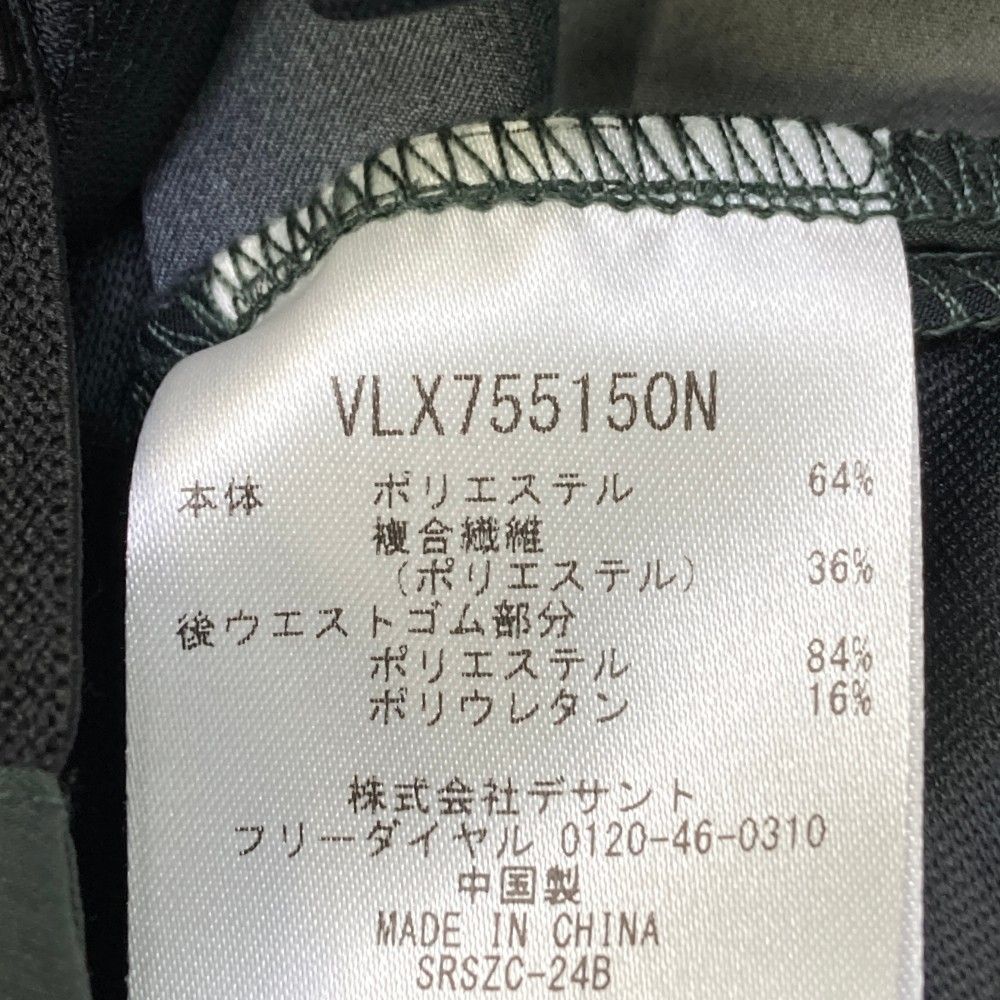 VLX755150N
本体 ポリエステル 64%
複合繊維
(ポリエステル) 36%
後ウエストゴム部分
ポリエステル 84%
ポリウレタン 16%
株式会社デサント
フリーダイヤル 0120-46-0310
中国製
MADE IN CHINA
SRSZC-24B